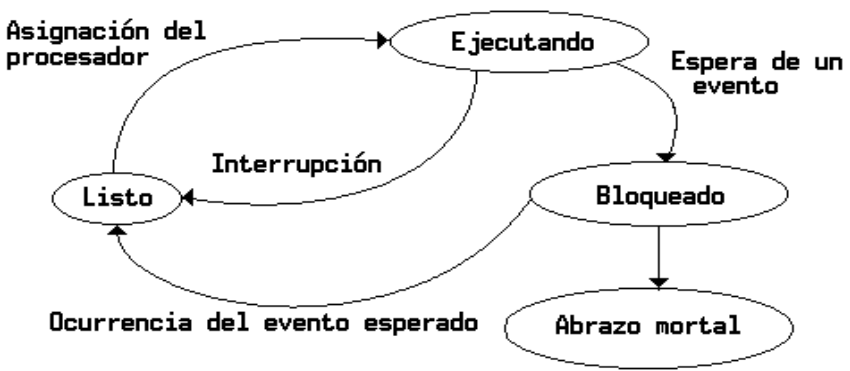 Asignación del
procesador
Ejecutando
Espera de un
evento
Interrupción
Listo
Bloqueado
Ocurrencia del evento esperado
Abrazo mortal